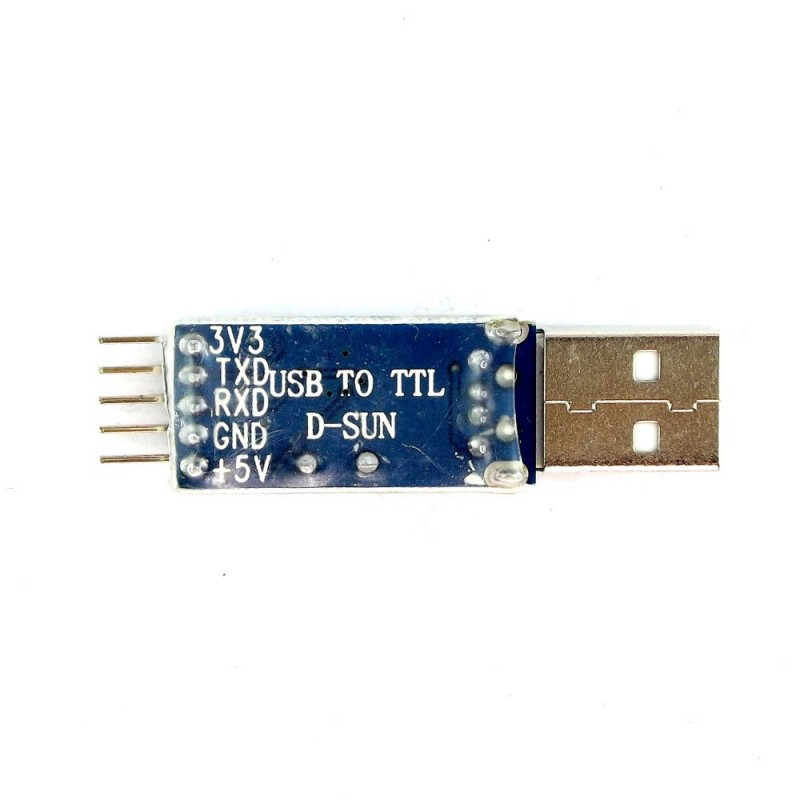 3V3
TXD
RXD
GND
+5V
USB TO TTL
D-SUN